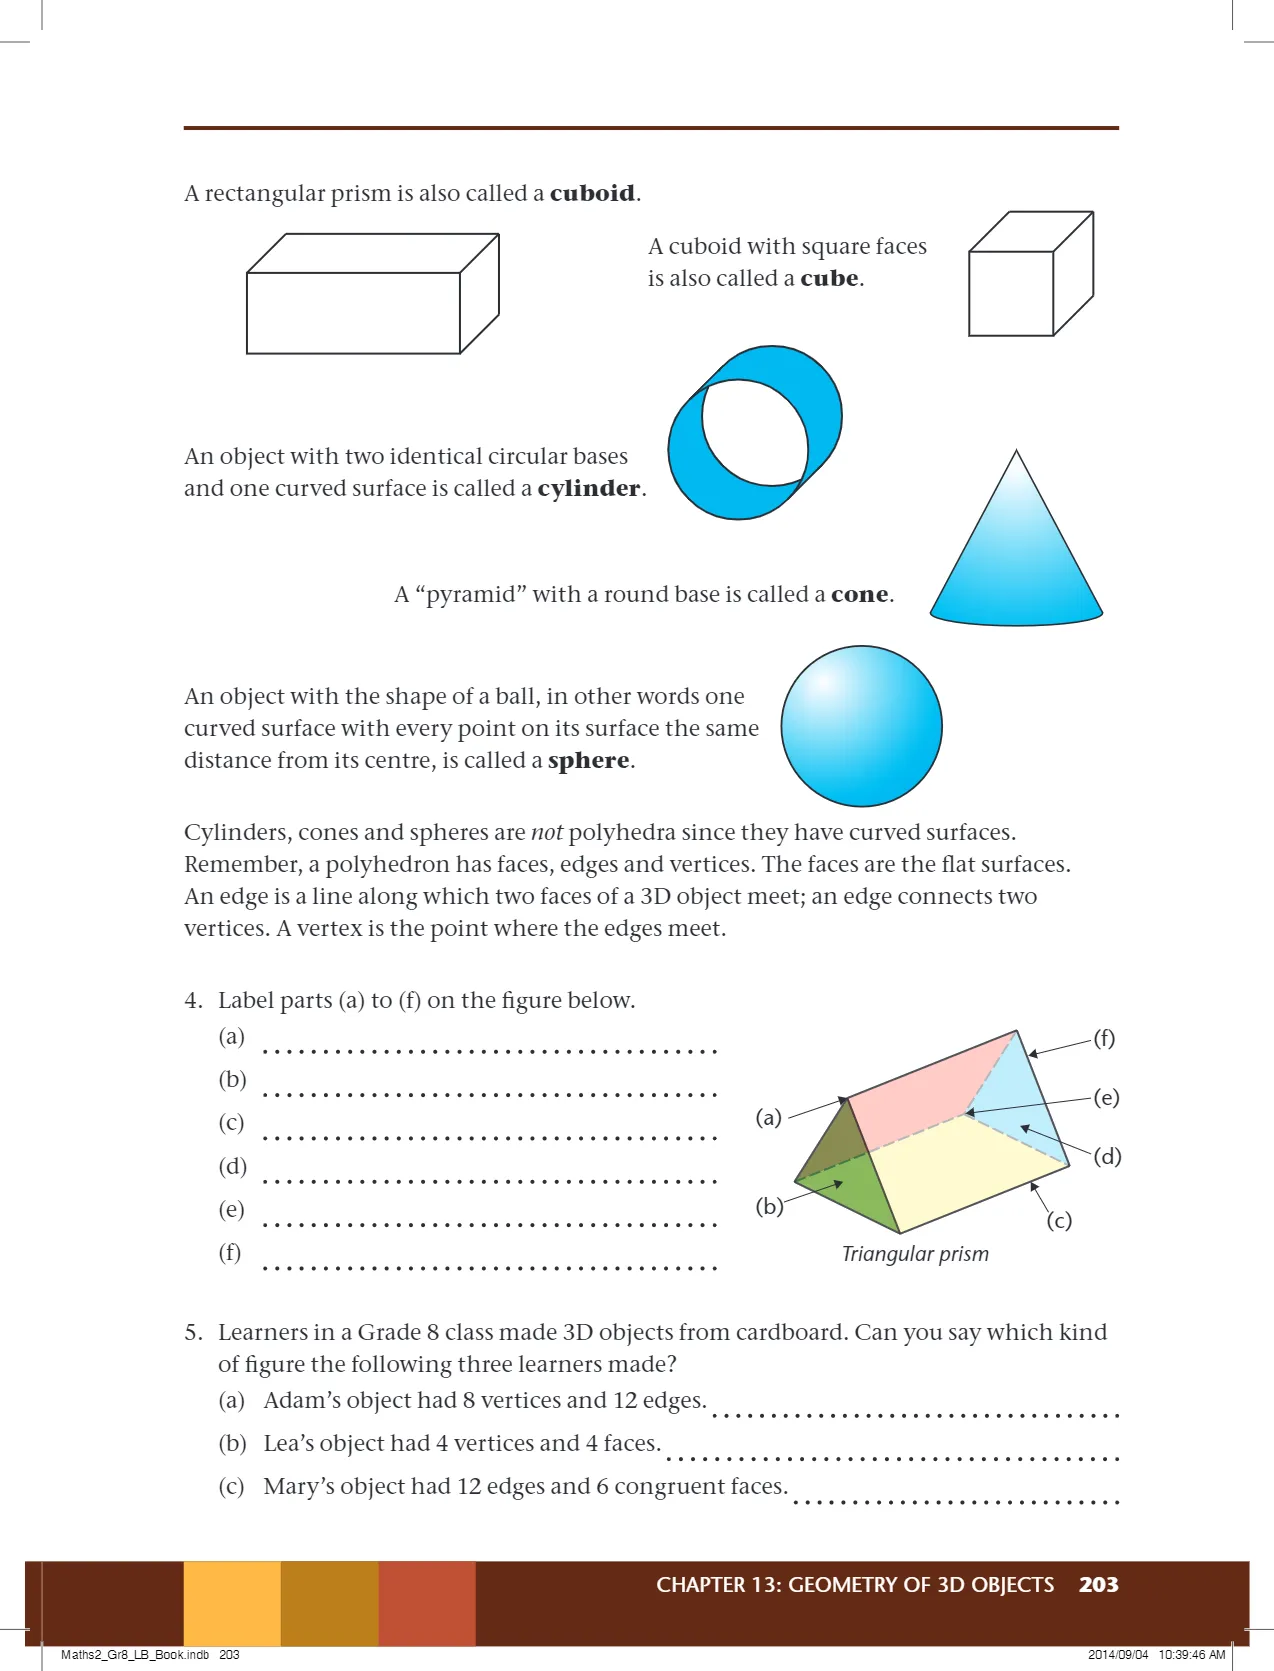 A rectangular prism is also called a cuboid.
A cuboid with square faces
is also called a cube.
An object with two identical circular bases
and one curved surface is called a cylinder.
A “pyramid” with a round base is called a cone.
An object with the shape of a ball, in other words one
curved surface with every point on its surface the same
distance from its centre, is called a sphere.
Cylinders, cones and spheres are not polyhedra since they have curved surfaces.
Remember, a polyhedron has faces, edges and vertices. The faces are the flat surfaces.
An edge is a line along which two faces of a 3D object meet; an edge connects two
vertices. A vertex is the point where the edges meet.
4. Label parts (a) to (f) on the figure below.
(a)
(b)
(c)
(d)
(e)
(f)
(f)
(e)
(a)
(d)
(b)
(c)
Triangular prism
5. Learners in a Grade 8 class made 3D objects from cardboard. Can you say which kind
of figure the following three learners made?
(a) Adam’s object had 8 vertices and 12 edges.
(b) Lea’s object had 4 vertices and 4 faces.
(c) Mary’s object had 12 edges and 6 congruent faces.
CHAPTER 13: GEOMETRY OF 3D OBJECTS 203
Maths2_Gr8_LB_Book.indb 203
2014/09/04 10:39:46 AM